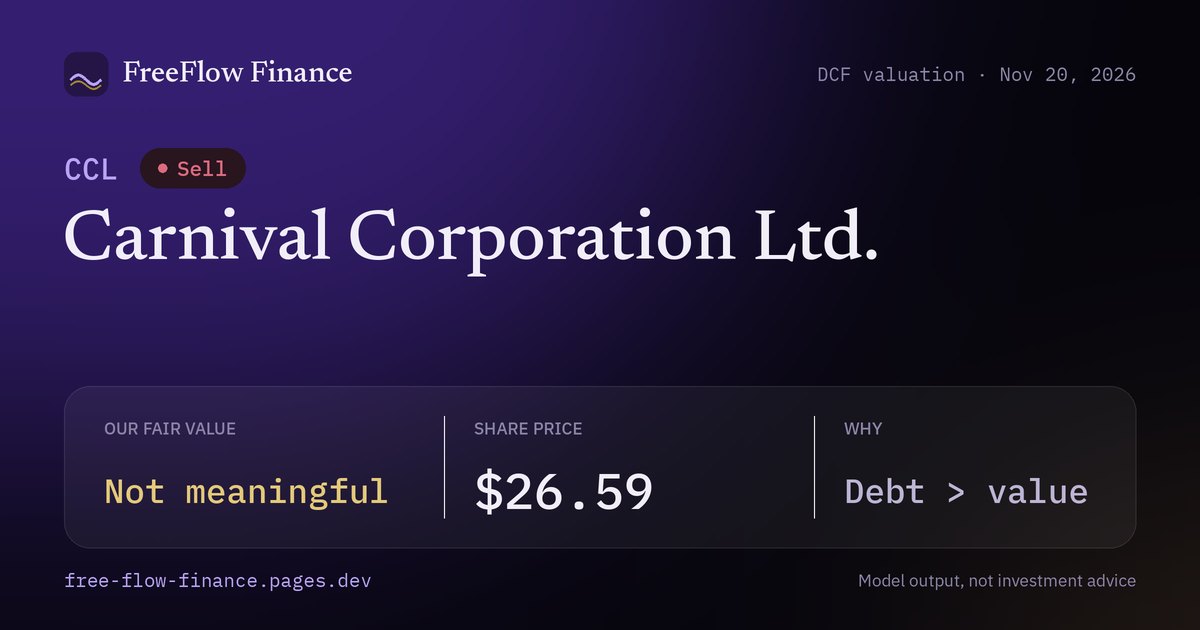 FreeFlow Finance
DCF valuation · Nov 20, 2026
CCL
Sell
Carnival Corporation Ltd.
OUR FAIR VALUE
Not meaningful
SHARE PRICE
$26.59
WHY
Debt > value
free-flow-finance.pages.dev
Model output, not investment advice